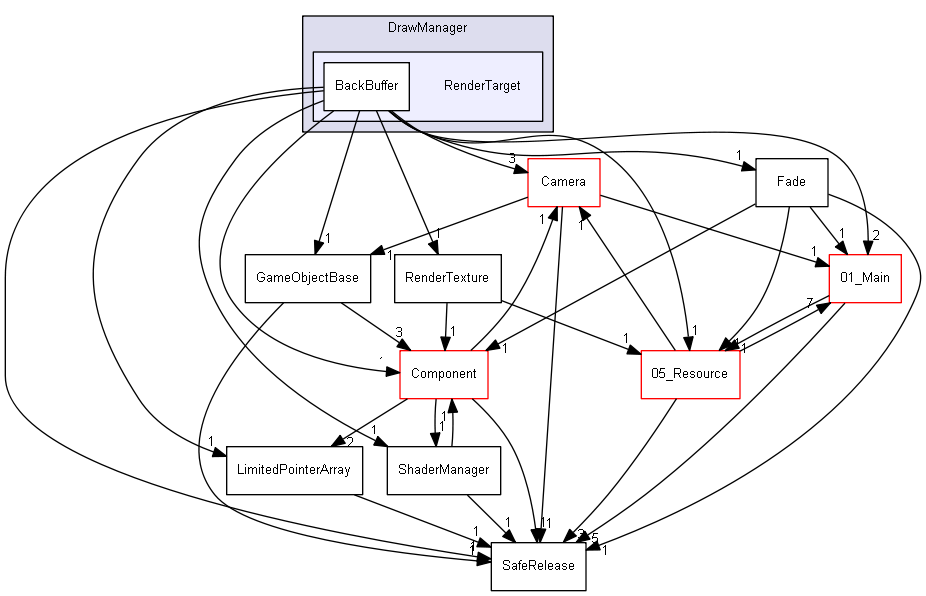 DrawManager
BackBuffer
RenderTarget
3
1
Camera
Fade
1
1
1
2
1
1
1
GameObjectBase
RenderTexture
01_Main
7
3
1
1
1
1
1
1
Component
05_Resource
2
1
1
1
1
LimitedPointerArray
ShaderManager
1
1
1
1
3
5
1
1
SafeRelease